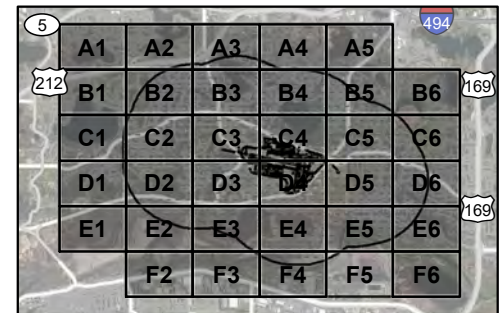 5
494
A1 A2 A3 A4 A5
212
169
B1 B2 B3 B4 B5 B6
C1 C2 C3 C4 C5 C6
D1 D2 D3 D4 D5 D6
169
E1 E2 E3 E4 E5 E6
F2 F3 F4 F5 F6